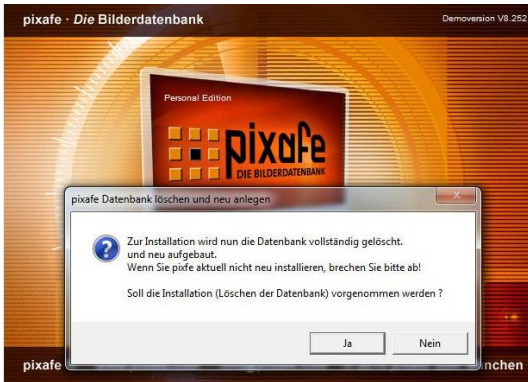 pixafe · Die Bilderdatenbank
Demoversion V8.252
Personal Edition
pixafe
DIE BILDERDATENBANK
pixafe Datenbank löschen und neu anlegen
Zur Installation wird nun die Datenbank vollständig gelöscht.
und neu aufgebaut.
Wenn Sie pixfe aktuell nicht neu installieren, brechen Sie bitte ab!
Soll die Installation (Löschen der Datenbank) vorgenommen werden ?
Ja
Nein
pixafe